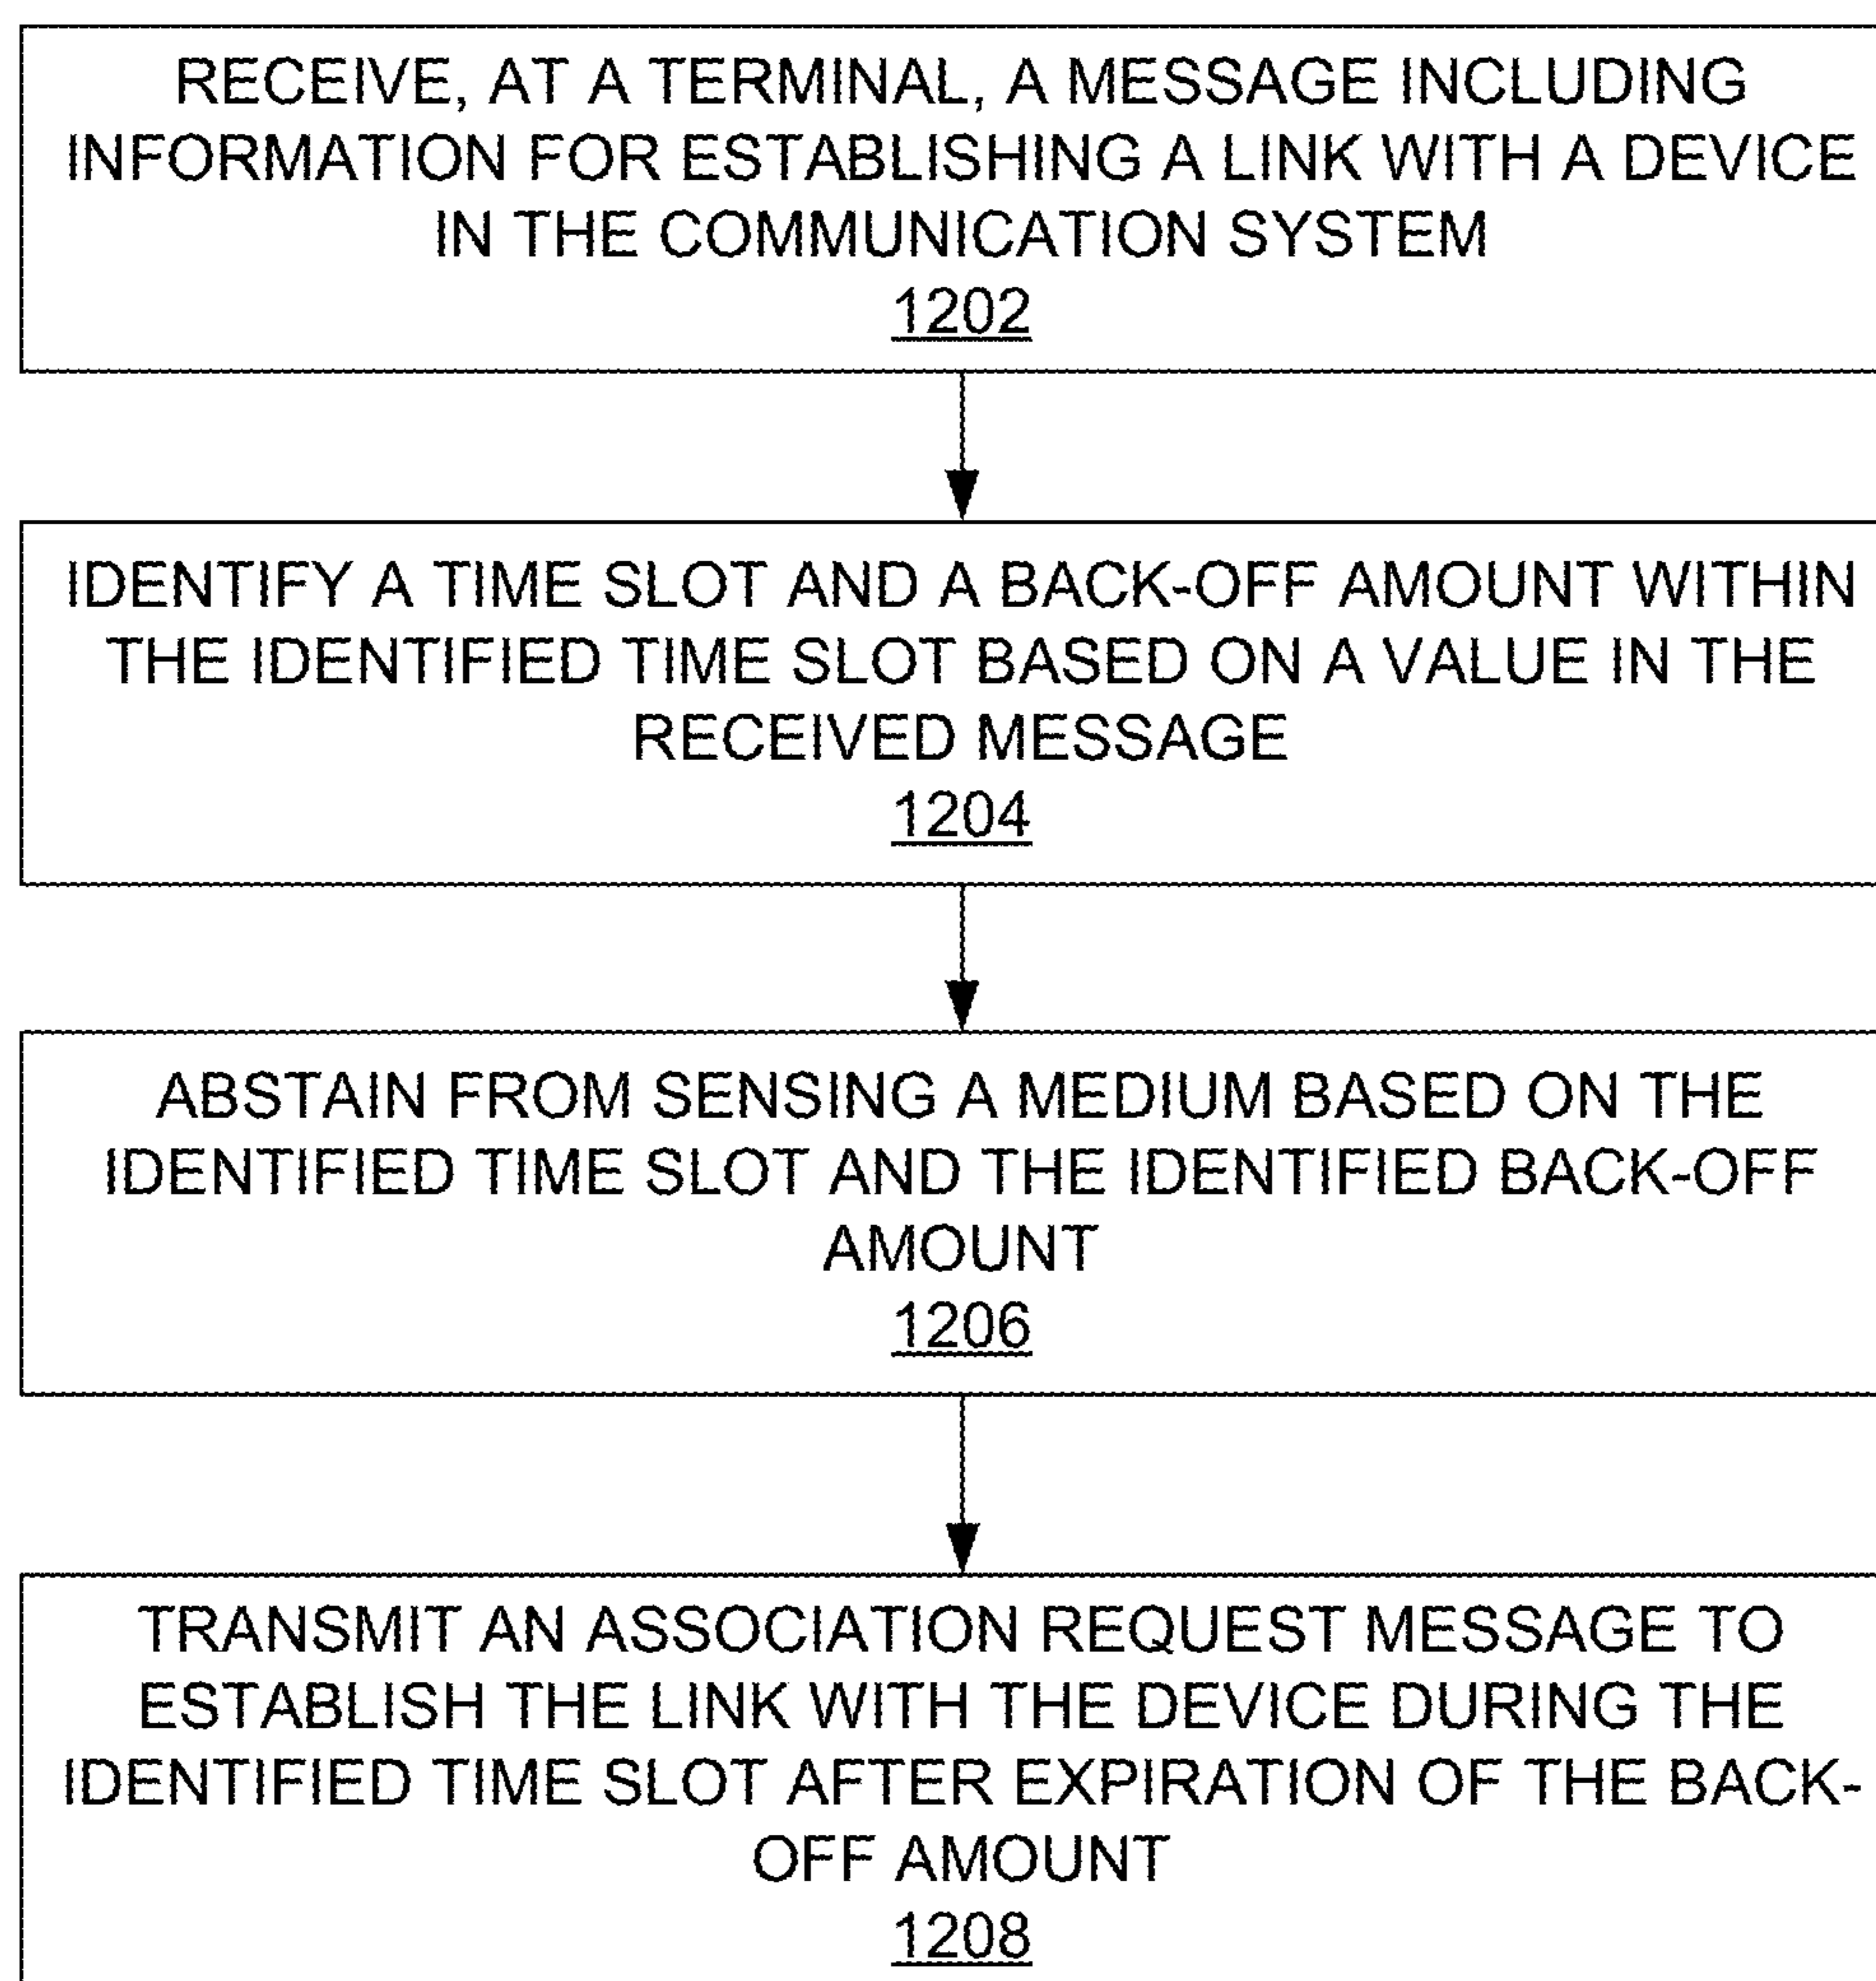 RECEIVE, AT A TERMINAL, A MESSAGE INCLUDING
INFORMATION FOR ESTABLISHING A LINK WITH A DEVICE
IN THE COMMUNICATION SYSTEM
1202
IDENTIFY A TIME SLOT AND A BACK-OFF AMOUNT WITHIN
THE IDENTIFIED TIME SLOT BASED ON A VALUE IN THE
RECEIVED MESSAGE
1204
ABSTAIN FROM SENSING A MEDIUM BASED ON THE
IDENTIFIED TIME SLOT AND THE IDENTIFIED BACK-OFF
AMOUNT
1206
TRANSMIT AN ASSOCIATION REQUEST MESSAGE TO
ESTABLISH THE LINK WITH THE DEVICE DURING THE
IDENTIFIED TIME SLOT AFTER EXPIRATION OF THE BACK-
OFF AMOUNT
1208